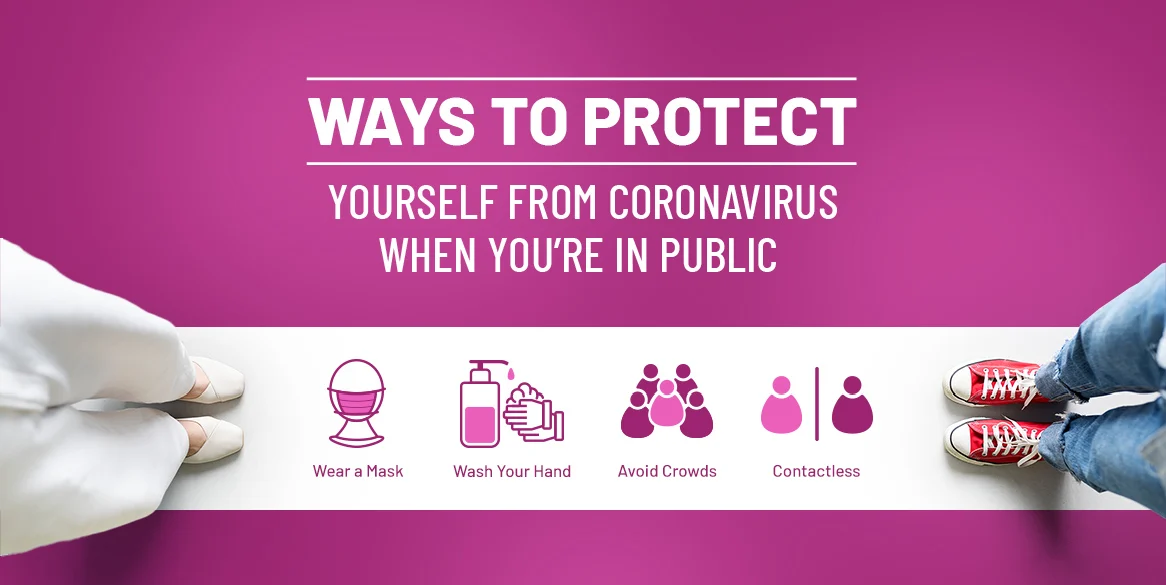 WAYS TO PROTECT
YOURSELF FROM CORONAVIRUS
WHEN YOU'RE IN PUBLIC
Wear a Mask
Wash Your Hand
Avoid Crowds
Contactless